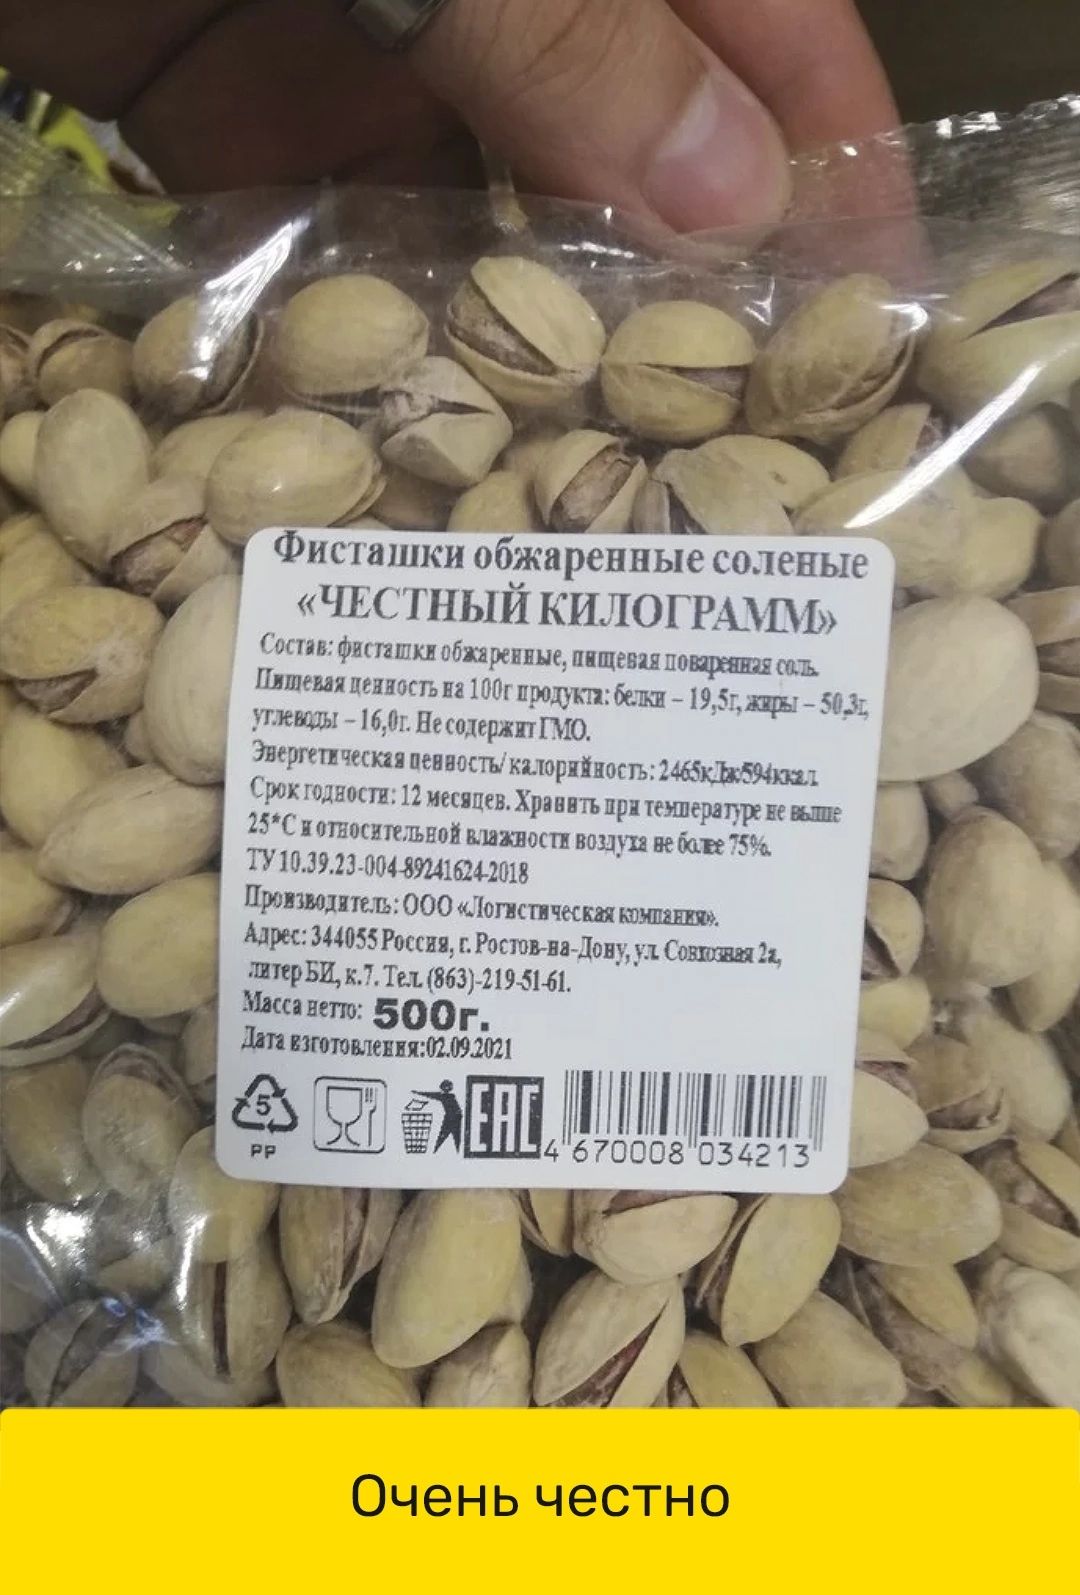 Фисташки обжаренные соленые
«ЧЕСТНЫЙ КИЛОГРАММ»
Состав: фисташки обжаренные, пищевая поваренная соль.
Пищевая ценность на 100г продукта: белки – 19,5г, жиры – 50,3г,
углеводы – 16,0г. Не содержит ГМО.
Энергетическая ценность/ калорийность: 2465кДж594ккал.
Срок годности: 12 месяцев. Хранить при температуре не выше
25*С и относительной влажности воздуха не более 75%.
ТУ 10.39.23-004-89241624-2018
Производитель: ООО «Логистическая компания».
Адрес: 344055 Россия, г. Ростов-на-Дону, ул. Совхозная 2а,
литер БИ, к.7. Тел. (863)-219-51-61.
Масса нетто: 500г.
Дата изготовления:02.09.2021
5
PP
EAC
4 670008 034213
Очень честно